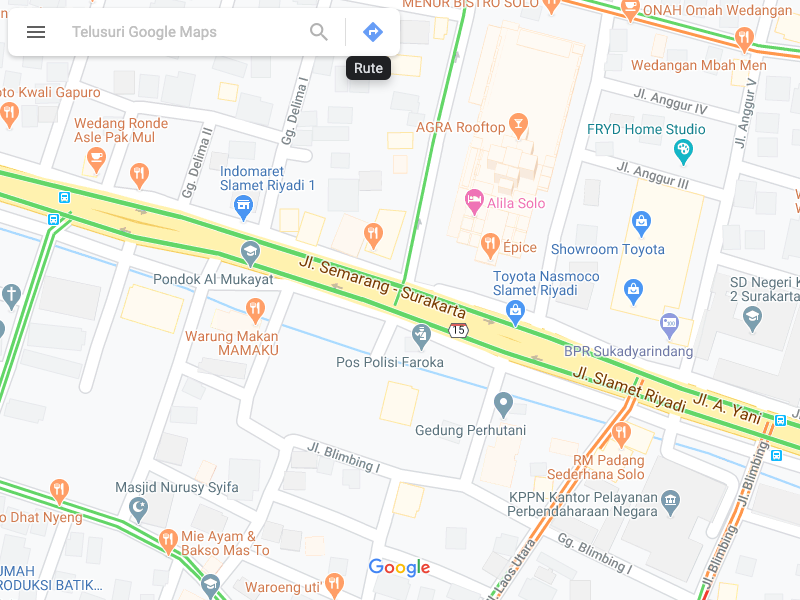 Telusuri Google Maps
Rute
MENUR BISTRO SOLO
ONAH Omah Wedangan
Wedangan Mbah Men
oto Kwali Gapuro
Wedang Ronde
Asle Pak Mul
Gg. Delima I
Gg. Delima II
Jl. Anggur IV
Jl. Anggur V
AGRA Rooftop
FRYD Home Studio
Jl. Anggur III
Indomaret
Slamet Riyadi 1
Alila Solo
Épice
Showroom Toyota
Jl. Semarang - Surakarta
Pondok Al Mukayat
Toyota Nasmoco
Slamet Riyadi
SD Negeri K
2 Surakarta
Warung Makan
MAMAKU
15
Pos Polisi Faroka
BPR Sukadyarindang
Jl. Slamet Riyadi
Jl. A. Yani
Gedung Perhutani
Jl. Blimbing I
RM Padang
Sederhana Solo
Jl. Blimbing
Masjid Nurusy Syifa
KPPN Kantor Pelayanan
Perbendaharaan Negara
o Dhat Nyeng
Mie Ayam &
Bakso Mas To
Gg. Blimbing I
Jl. Laos Utara
Google
UMAH
RODUKSI BATIK...
Waroeng uti'
Jl. Blimbing